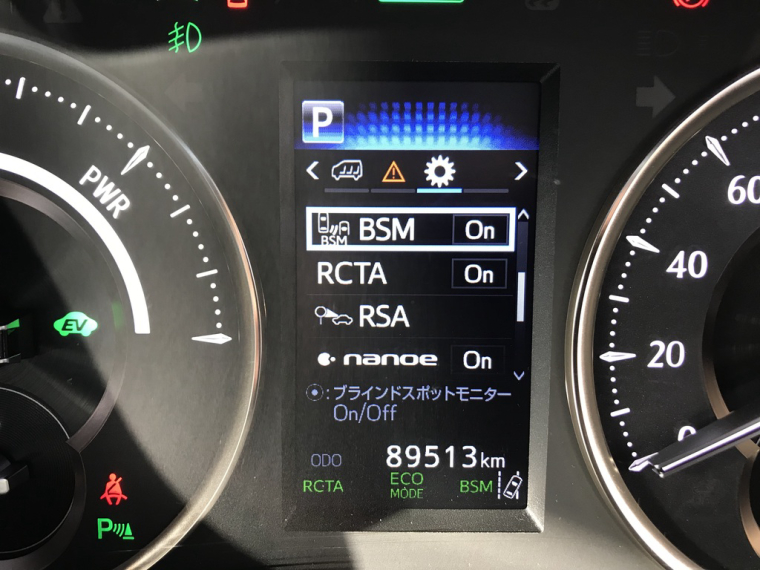 P
PWR
BSM
BSM On
RCTA On
RSA
nanoe On
:ブラインドスポットモニター
On/Off
ODO 89513km
RCTA ECO MODE BSM
EV
P
60
40
20
0